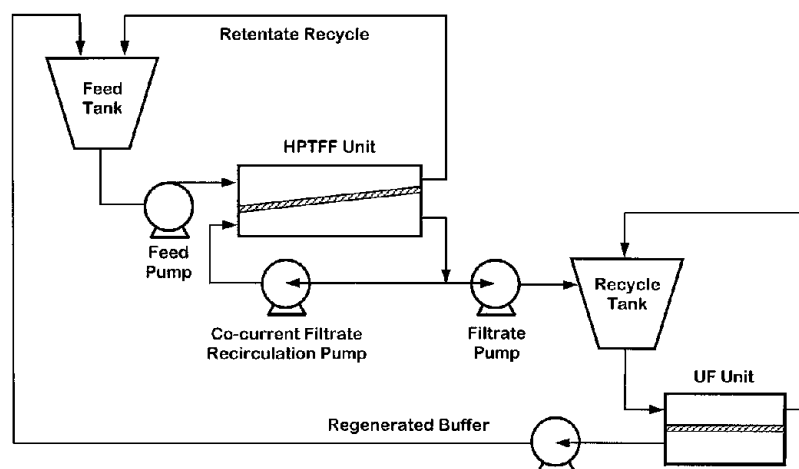 Retentate Recycle
Feed
Tank
HPTFF Unit
Feed
Pump
Recycle
Tank
Co-current Filtrate
Recirculation Pump
Filtrate
Pump
UF Unit
Regenerated Buffer